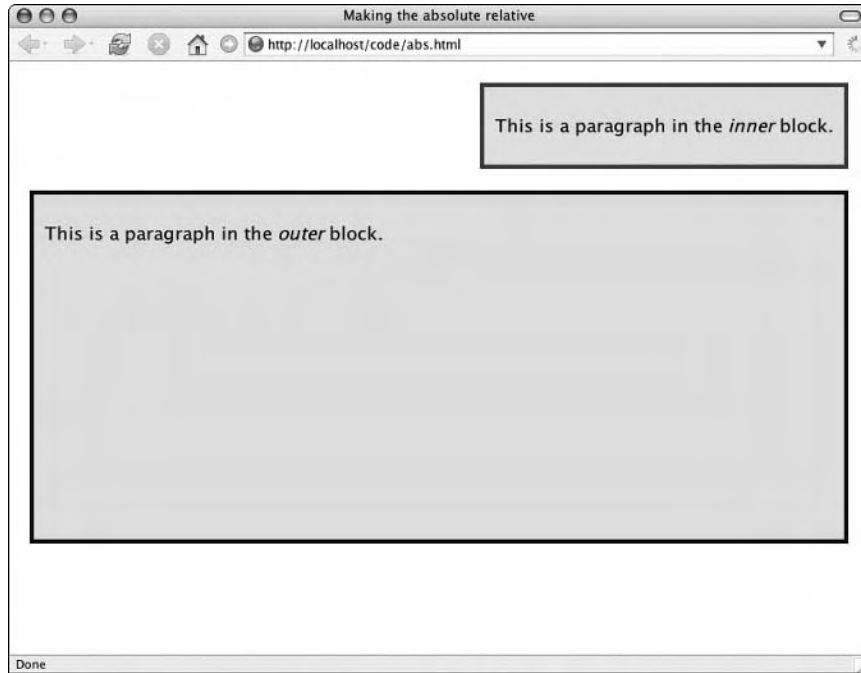 Making the absolute relative
http://localhost/code/abs.html
This is a paragraph in the inner block.
This is a paragraph in the outer block.
Done